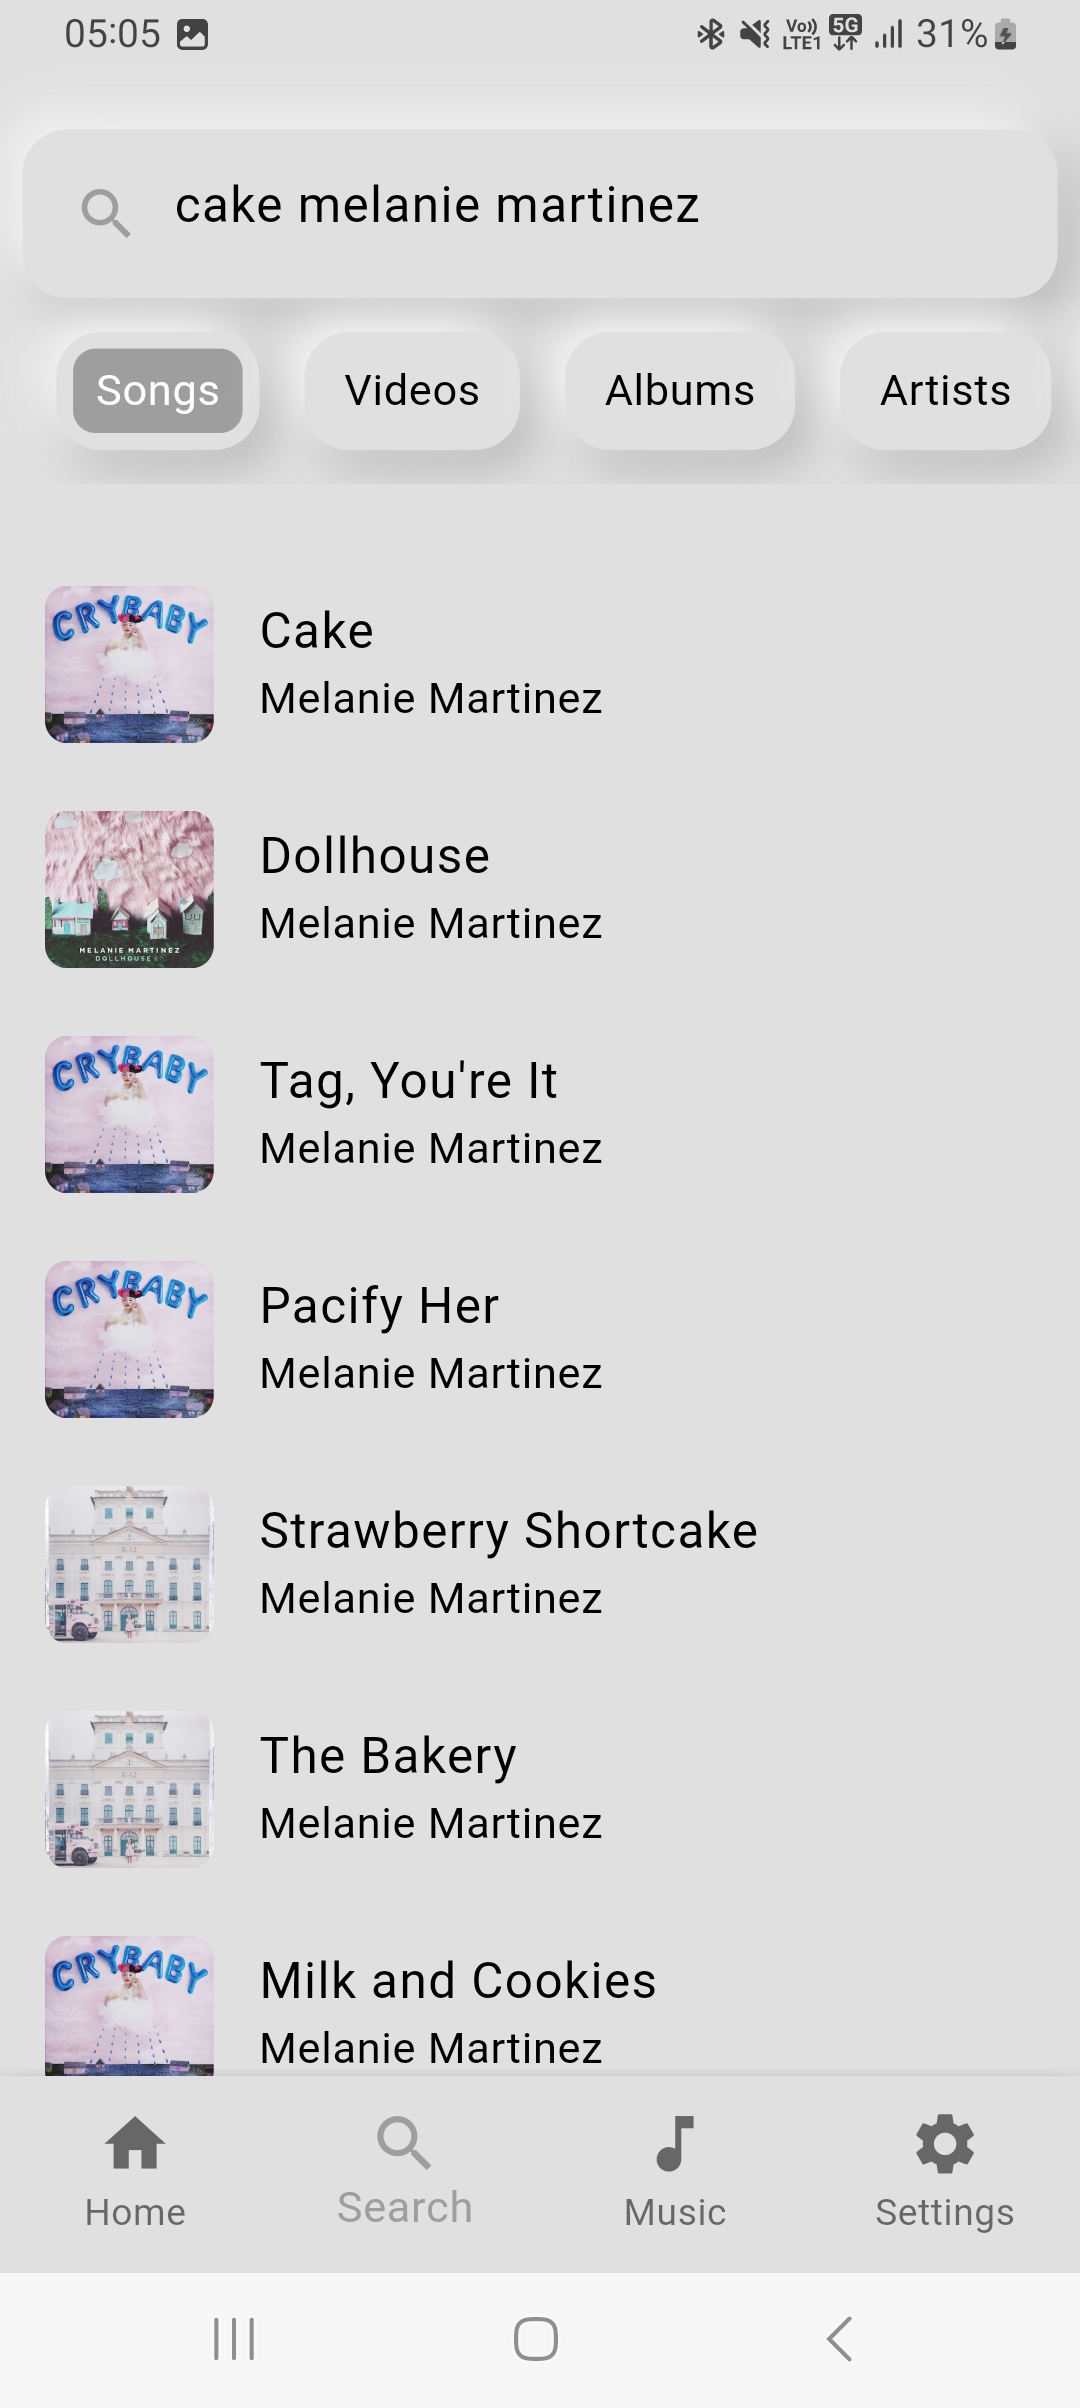 05:05 Vo)) LTE1 5G 31%
cake melanie martinez
Songs Videos Albums Artists
CRYBABY
Cake
Melanie Martinez
MELANIE MARTINEZ
DOLLHOUSE
Dollhouse
Melanie Martinez
CRYBABY
Tag, You're It
Melanie Martinez
CRYBABY
Pacify Her
Melanie Martinez
K-12
Strawberry Shortcake
Melanie Martinez
K-12
The Bakery
Melanie Martinez
CRYBABY
Milk and Cookies
Melanie Martinez
Home Search Music Settings